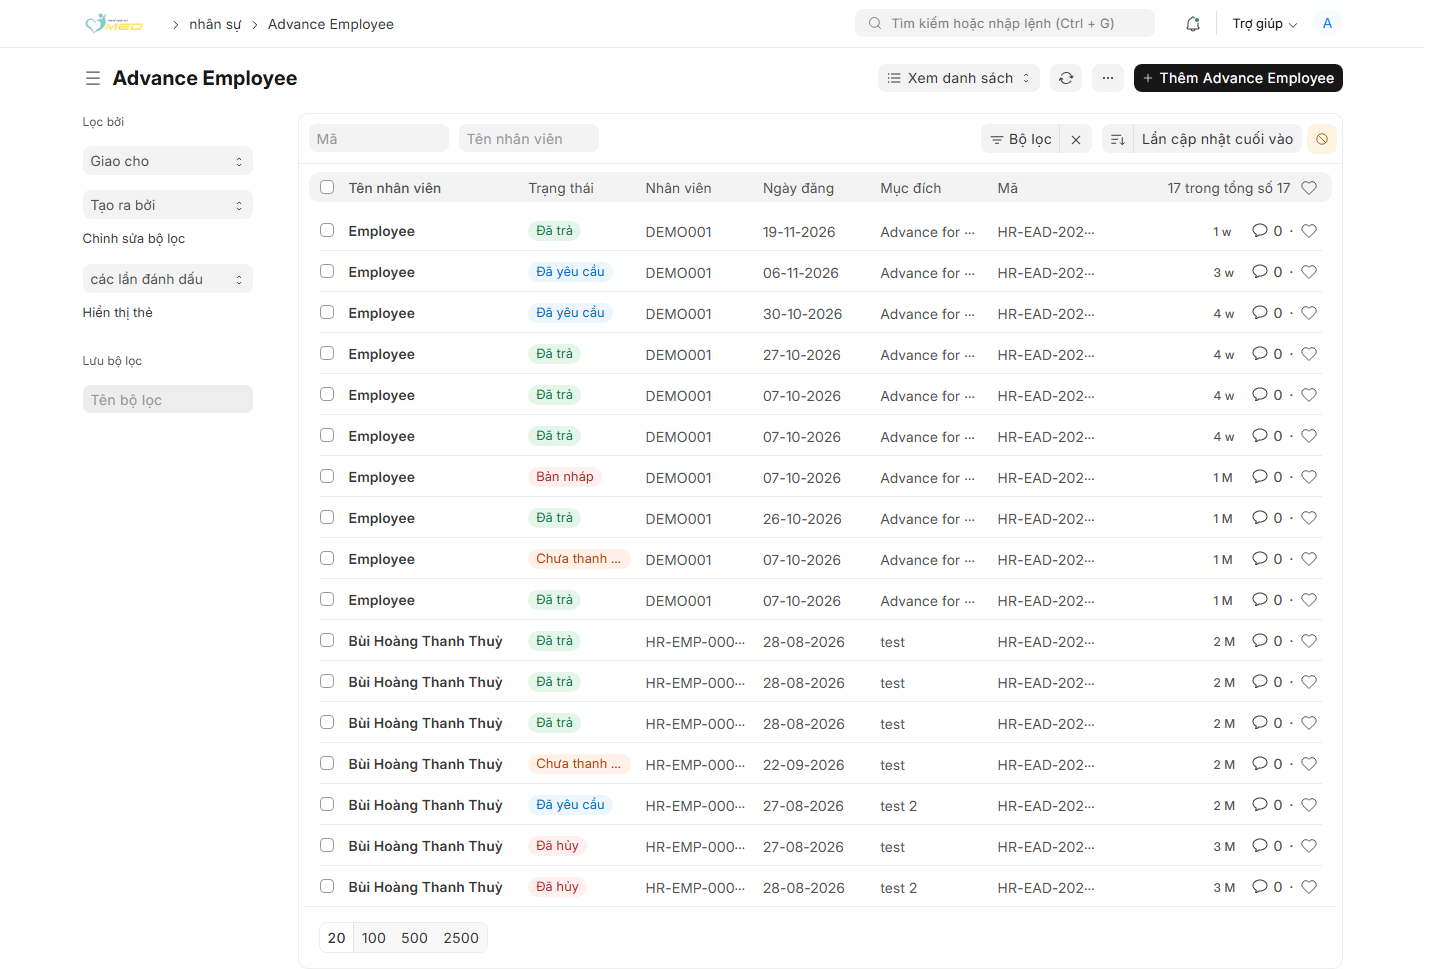 MED
nhân sự
Advance Employee
Tìm kiếm hoặc nhập lệnh (Ctrl + G)
Trợ giúp
A
Advance Employee
Xem danh sách
Thêm Advance Employee
Lọc bởi
Giao cho
Tạo ra bởi
Chỉnh sửa bộ lọc
các lần đánh dấu
Hiển thị thẻ
Lưu bộ lọc
Tên bộ lọc
Mã
Tên nhân viên
Bộ lọc
Lần cập nhật cuối vào
Tên nhân viên Trạng thái Nhân viên Ngày đăng Mục đích Mã 17 trong tổng số 17
Employee Đã trả DEMO001 19-11-2026 Advance for ... HR-EAD-202... 1 w 0 ·
Employee Đã yêu cầu DEMO001 06-11-2026 Advance for ... HR-EAD-202... 3 w 0 ·
Employee Đã yêu cầu DEMO001 30-10-2026 Advance for ... HR-EAD-202... 4 w 0 ·
Employee Đã trả DEMO001 27-10-2026 Advance for ... HR-EAD-202... 4 w 0 ·
Employee Đã trả DEMO001 07-10-2026 Advance for ... HR-EAD-202... 4 w 0 ·
Employee Đã trả DEMO001 07-10-2026 Advance for ... HR-EAD-202... 4 w 0 ·
Employee Bản nháp DEMO001 07-10-2026 Advance for ... HR-EAD-202... 1 M 0 ·
Employee Đã trả DEMO001 26-10-2026 Advance for ... HR-EAD-202... 1 M 0 ·
Employee Chưa thanh ... DEMO001 07-10-2026 Advance for ... HR-EAD-202... 1 M 0 ·
Employee Đã trả DEMO001 07-10-2026 Advance for ... HR-EAD-202... 1 M 0 ·
Bùi Hoàng Thanh Thuỳ Đã trả HR-EMP-000... 28-08-2026 test HR-EAD-202... 2 M 0 ·
Bùi Hoàng Thanh Thuỳ Đã trả HR-EMP-000... 28-08-2026 test HR-EAD-202... 2 M 0 ·
Bùi Hoàng Thanh Thuỳ Đã trả HR-EMP-000... 28-08-2026 test HR-EAD-202... 2 M 0 ·
Bùi Hoàng Thanh Thuỳ Chưa thanh ... HR-EMP-000... 22-09-2026 test HR-EAD-202... 2 M 0 ·
Bùi Hoàng Thanh Thuỳ Đã yêu cầu HR-EMP-000... 27-08-2026 test 2 HR-EAD-202... 2 M 0 ·
Bùi Hoàng Thanh Thuỳ Đã hủy HR-EMP-000... 27-08-2026 test HR-EAD-202... 3 M 0 ·
Bùi Hoàng Thanh Thuỳ Đã hủy HR-EMP-000... 28-08-2026 test 2 HR-EAD-202... 3 M 0 ·
20 100 500 2500